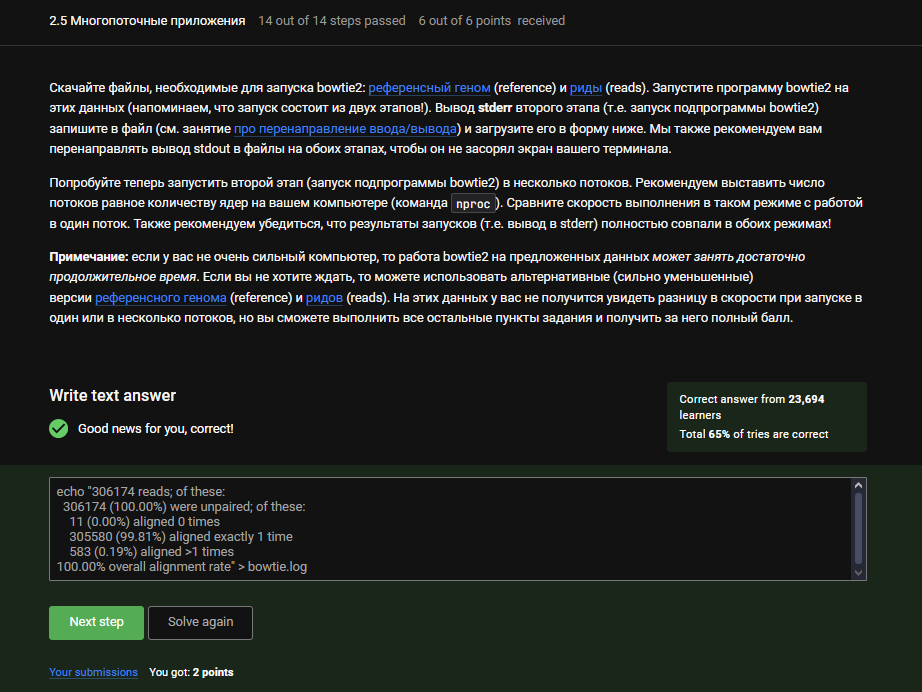 2.5 Многопоточные приложения 14 out of 14 steps passed 6 out of 6 points received
Скачайте файлы, необходимые для запуска bowtie2: референсный геном (reference) и риды (reads). Запустите программу bowtie2 на
этих данных (напоминаем, что запуск состоит из двух этапов!). Вывод stderr второго этапа (т.е. запуск подпрограммы bowtie2)
запишите в файл (см. занятие про перенаправление ввода/вывода) и загрузите его в форму ниже. Мы также рекомендуем вам
перенаправлять вывод stdout в файлы на обоих этапах, чтобы он не засорял экран вашего терминала.
Попробуйте теперь запустить второй этап (запуск подпрограммы bowtie2) в несколько потоков. Рекомендуем выставить число
потоков равное количеству ядер на вашем компьютере (команда nproc). Сравните скорость выполнения в таком режиме с работой
в один поток. Также рекомендуем убедиться, что результаты запусков (т.е. вывод в stderr) полностью совпали в обоих режимах!
Примечание: если у вас не очень сильный компьютер, то работа bowtie2 на предложенных данных может занять достаточно
продолжительное время. Если вы не хотите ждать, то можете использовать альтернативные (сильно уменьшенные)
версии референсного генома (reference) и ридов (reads). На этих данных у вас не получится увидеть разницу в скорости при запуске в
один или в несколько потоков, но вы сможете выполнить все остальные пункты задания и получить за него полный балл.
Write text answer
Good news for you, correct!
Correct answer from 23,694
learners
Total 65% of tries are correct
echo "306174 reads; of these:
306174 (100.00%) were unpaired; of these:
11 (0.00%) aligned 0 times
305580 (99.81%) aligned exactly 1 time
583 (0.19%) aligned >1 times
100.00% overall alignment rate" > bowtie.log
Next step Solve again
Your submissions You got: 2 points